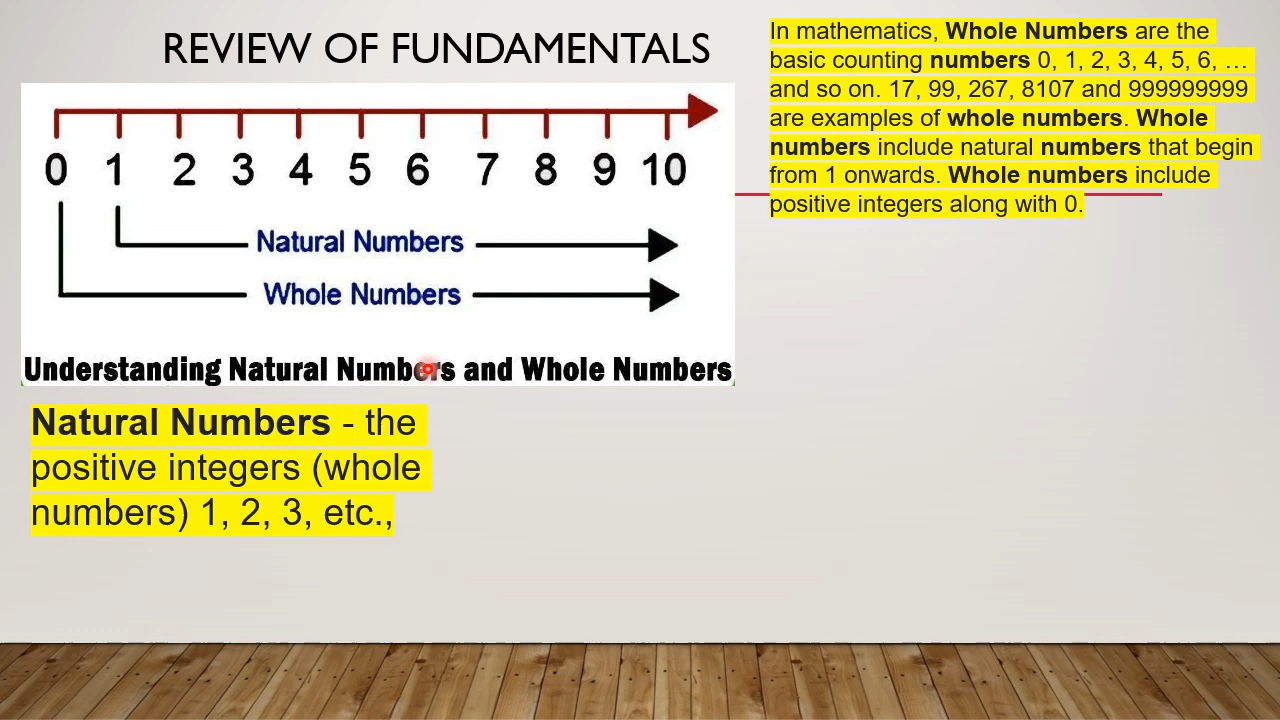 REVIEW OF FUNDAMENTALS
0 1 2 3 4 5 6 7 8 9 10
Natural Numbers
Whole Numbers
Understanding Natural Numbers and Whole Numbers
Natural Numbers - the
positive integers (whole
numbers) 1, 2, 3, etc.,
In mathematics, Whole Numbers are the
basic counting numbers 0, 1, 2, 3, 4, 5, 6, …
and so on. 17, 99, 267, 8107 and 999999999
are examples of whole numbers. Whole
numbers include natural numbers that begin
from 1 onwards. Whole numbers include
positive integers along with 0.